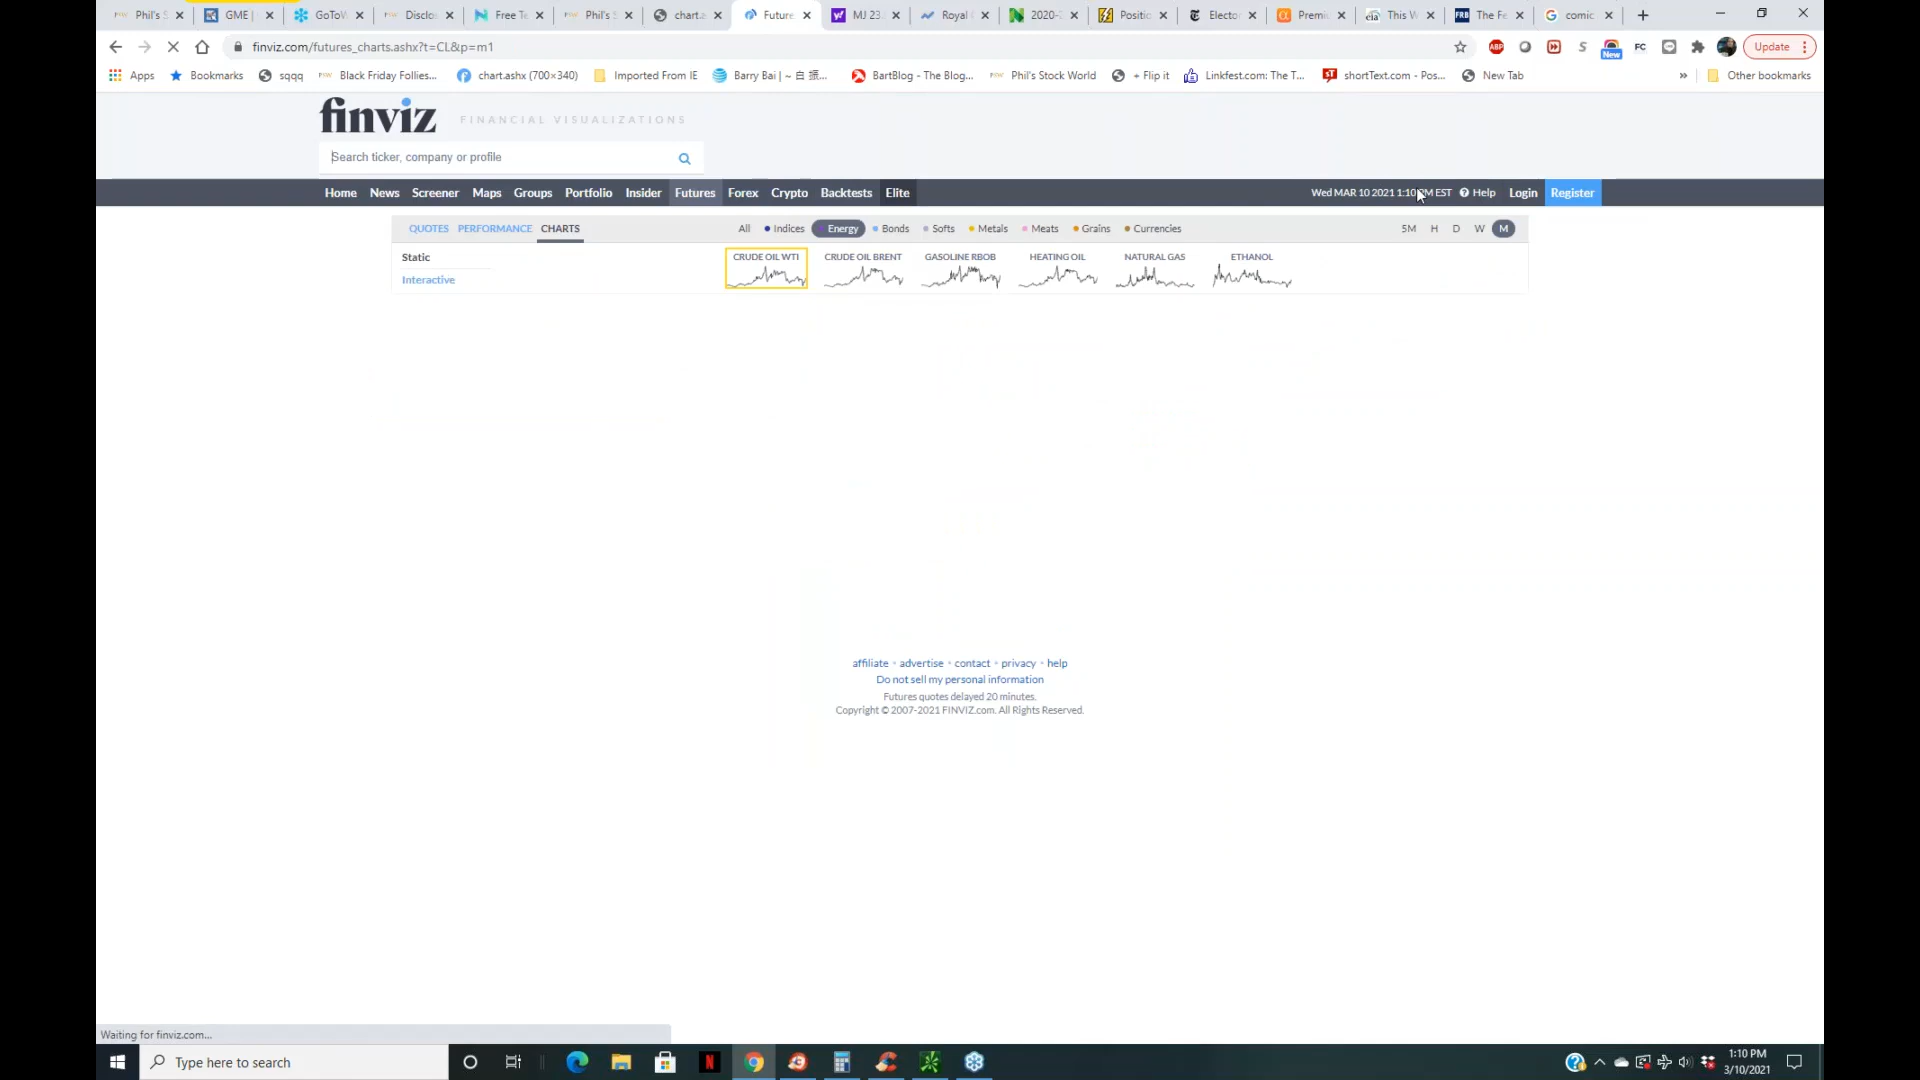 Phil's S GME | GoToW Disclo Free Te Phil's S chart.a Future MJ 23. Royal 2020- Positio Elector Premi This W The Fe comic
finviz.com/futures_charts.ashx?t=CL&p=m1 ABP S New FC Update
Apps Bookmarks sqqq Black Friday Follies... chart.ashx (700×340) Imported From IE Barry Bai | ~ 白 BartBlog - The Blog... Phil's Stock World + Flip it Linkfest.com: The T... shortText.com - Pos... New Tab » Other bookmarks
finviz FINANCIAL VISUALIZATIONS
Search ticker, company or profile
Home News Screener Maps Groups Portfolio Insider Futures Forex Crypto Backtests Elite Wed MAR 10 2021 1:10 PM EST Help Login Register
QUOTES PERFORMANCE CHARTS All Indices Energy Bonds Softs Metals Meats Grains Currencies 5M H D W M
Static CRUDE OIL WTI CRUDE OIL BRENT GASOLINE RBOB HEATING OIL NATURAL GAS ETHANOL
Interactive
affiliate • advertise • contact • privacy • help
Do not sell my personal information
Futures quotes delayed 20 minutes.
Copyright © 2007-2021 FINVIZ.com. All Rights Reserved.
Waiting for finviz.com...
Type here to search 1:10 PM
3/10/2021